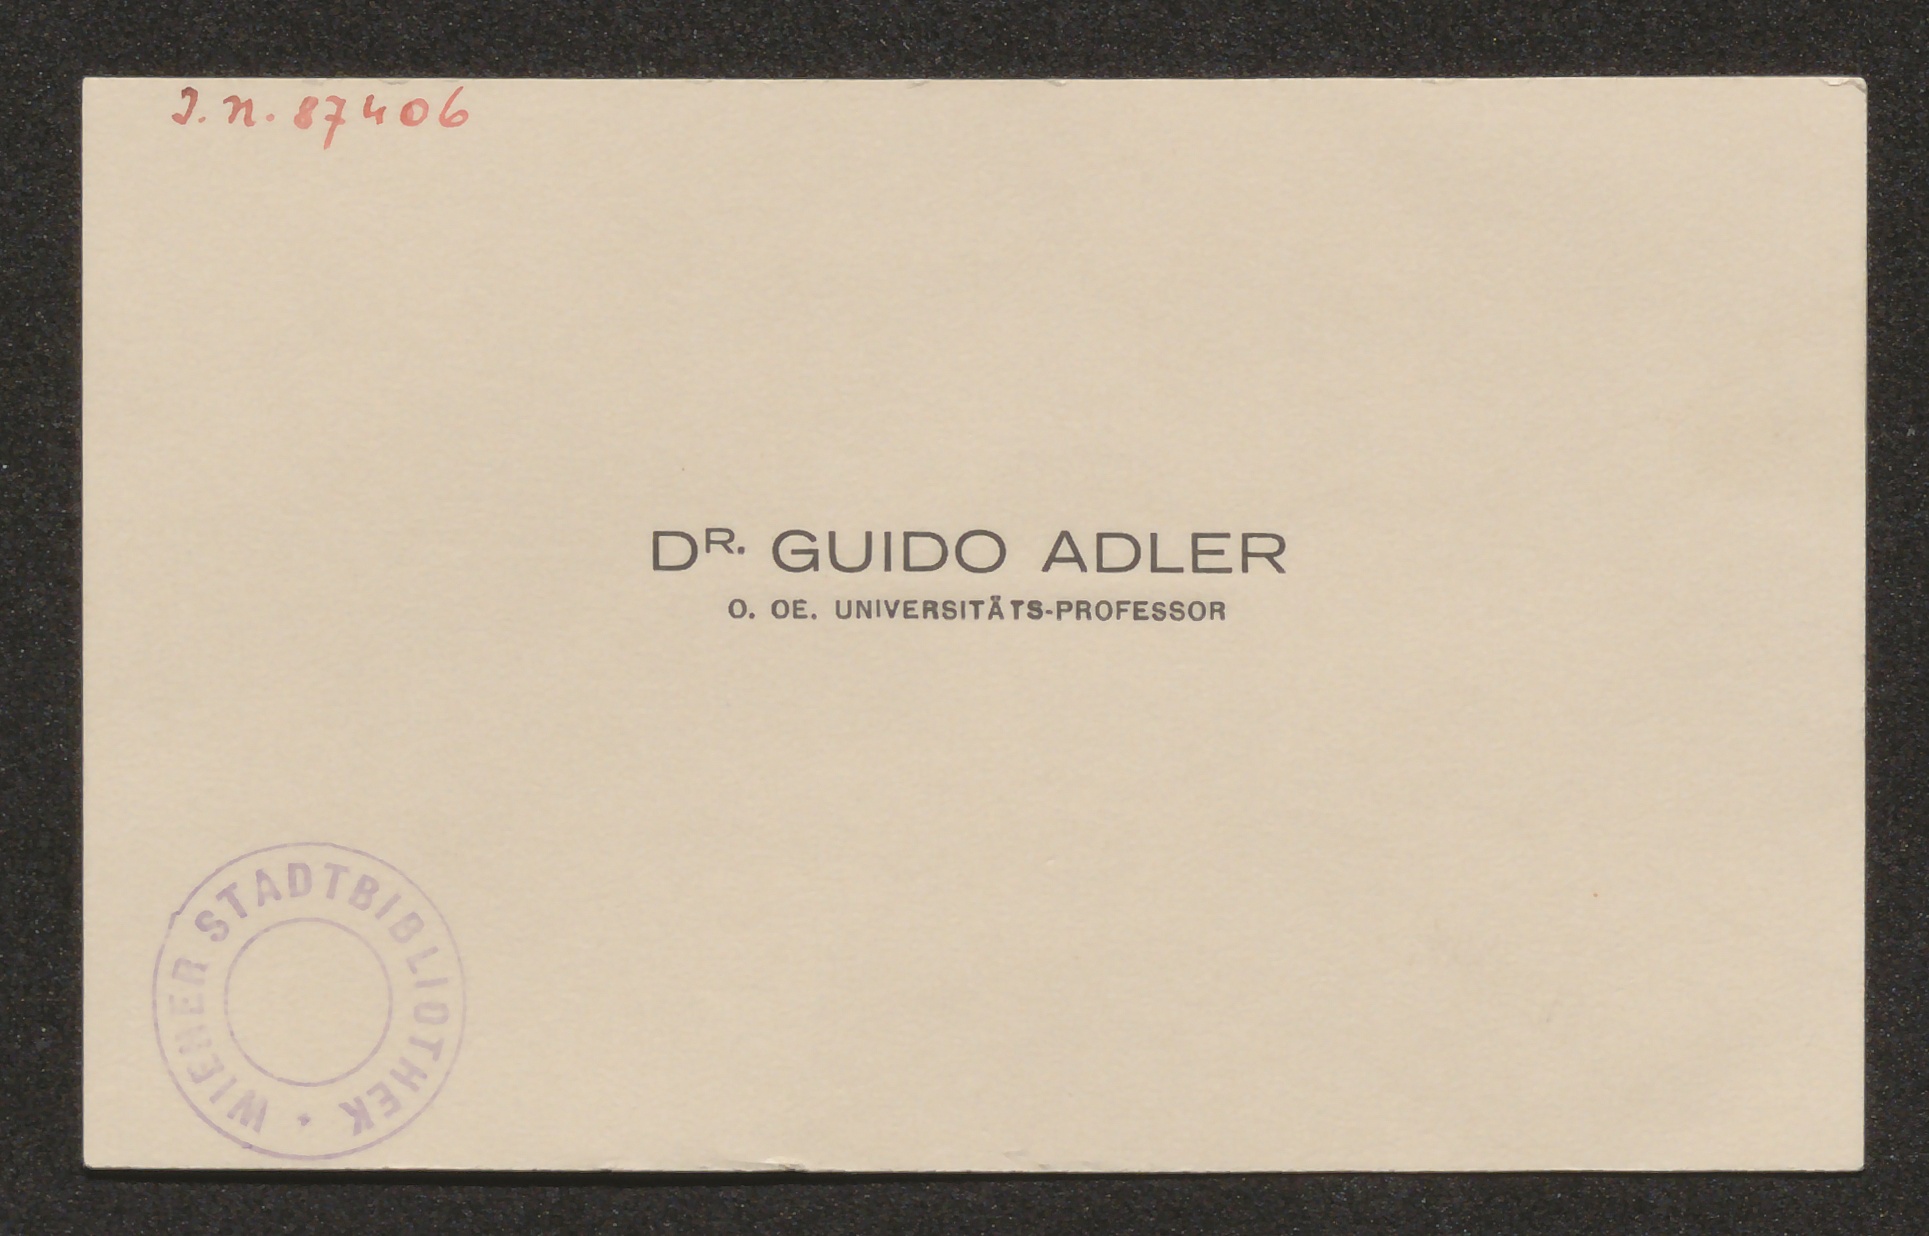 J.N. 87406
DR. GUIDO ADLER
O. OE. UNIVERSITÄTS-PROFESSOR
WIENER STADTBIBLIOTHEK